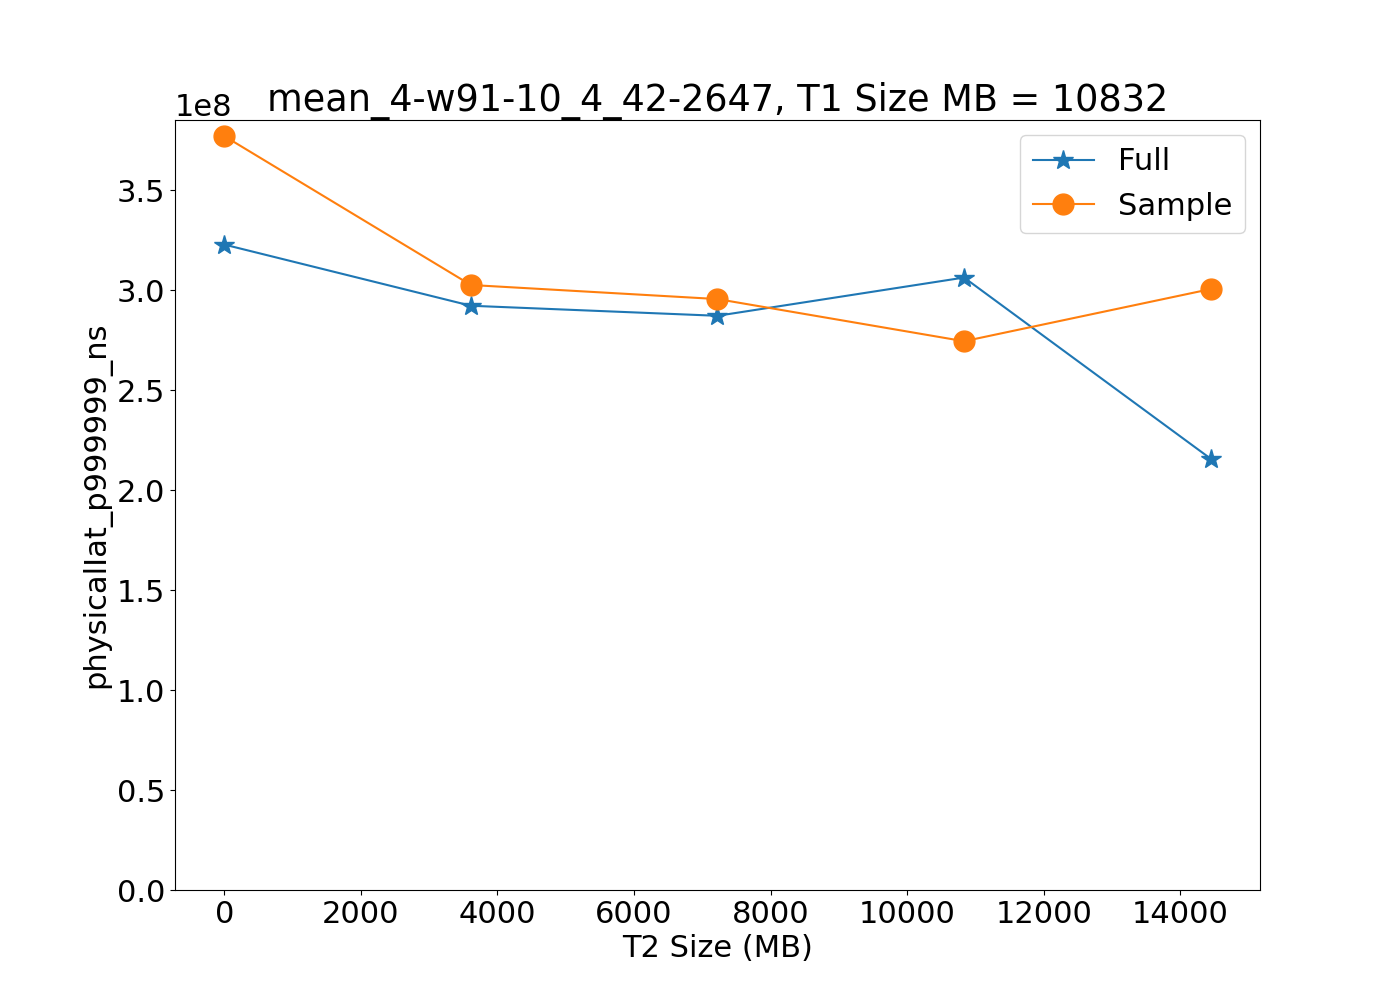 1e8
mean_4-w91-10_4_42-2647, T1 Size MB = 10832
Full
Sample
physicallat_p999999_ns
3.5
3.0
2.5
2.0
1.5
1.0
0.5
0.0
0 2000 4000 6000 8000 10000 12000 14000
T2 Size (MB)